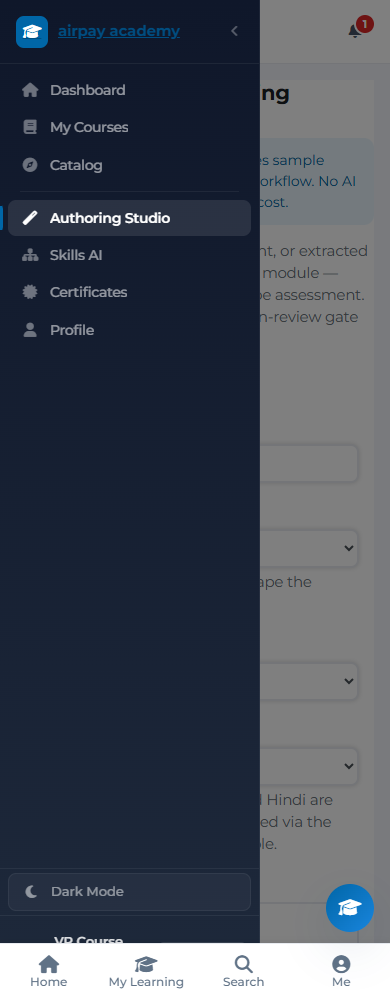 airpay academy
1
Dashboard
My Courses
Catalog
Authoring Studio
Skills AI
Certificates
Profile
ng
es sample
orkflow. No AI
cost.
nt, or extracted
module —
pe assessment.
n-review gate
ape the
Hindi are
ed via the
ple.
Dark Mode
VP Course
Home
My Learning
Search
Me